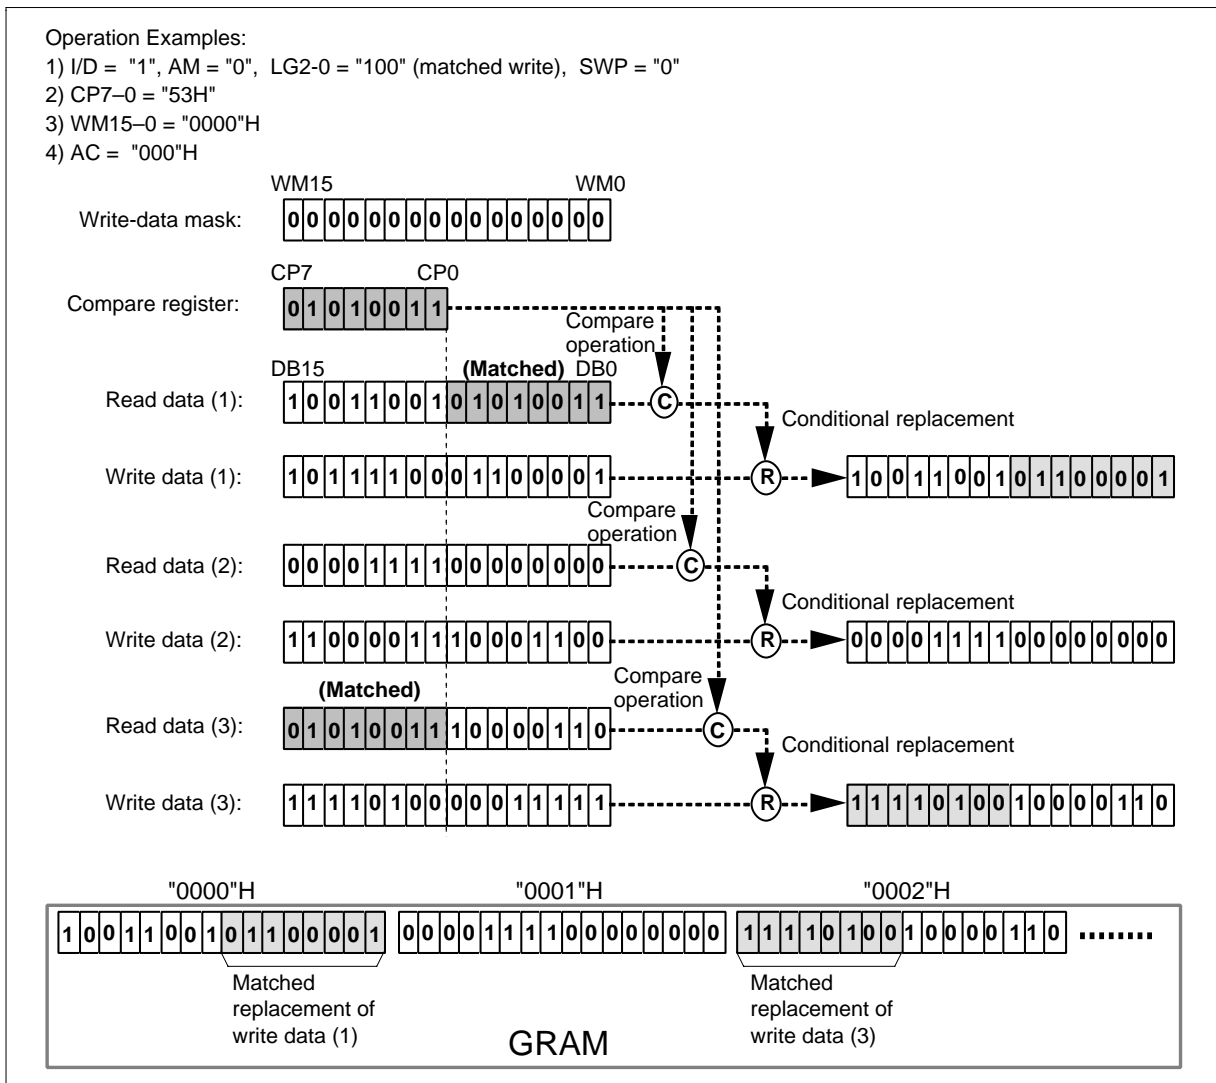 Operation Examples:
1) I/D = "1", AM = "0", LG2-0 = "100" (matched write), SWP = "0"
2) CP7–0 = "53H"
3) WM15–0 = "0000"H
4) AC = "000"H
WM15 WM0
Write-data mask: 0 0 0 0 0 0 0 0 0 0 0 0 0 0 0 0
CP7 CP0
Compare register: 0 1 0 1 0 0 1 1
Compare
operation
DB15 (Matched) DB0
Read data (1): 1 0 0 1 1 0 0 1 0 1 0 1 0 0 1 1 C
Conditional replacement
Write data (1): 1 0 1 1 1 1 0 0 0 1 1 0 0 0 0 1 R 1 0 0 1 1 0 0 1 0 1 1 0 0 0 0 1
Compare
operation
Read data (2): 0 0 0 0 1 1 1 1 0 0 0 0 0 0 0 0 C
Conditional replacement
Write data (2): 1 1 0 0 0 0 1 1 1 0 0 0 1 1 0 0 R 0 0 0 0 1 1 1 1 0 0 0 0 0 0 0 0
Compare
operation
(Matched)
Read data (3): 0 1 0 1 0 0 1 1 1 0 0 0 0 1 1 0 C
Conditional replacement
Write data (3): 1 1 1 1 0 1 0 0 0 0 0 1 1 1 1 1 R 1 1 1 1 0 1 0 0 1 0 0 0 0 1 1 0
"0000"H "0001"H "0002"H
1 0 0 1 1 0 0 1 0 1 1 0 0 0 0 1 0 0 0 0 1 1 1 1 0 0 0 0 0 0 0 0 1 1 1 1 0 1 0 0 1 0 0 0 0 1 1 0
Matched
replacement of
write data (1)
Matched
replacement of
write data (3)
GRAM